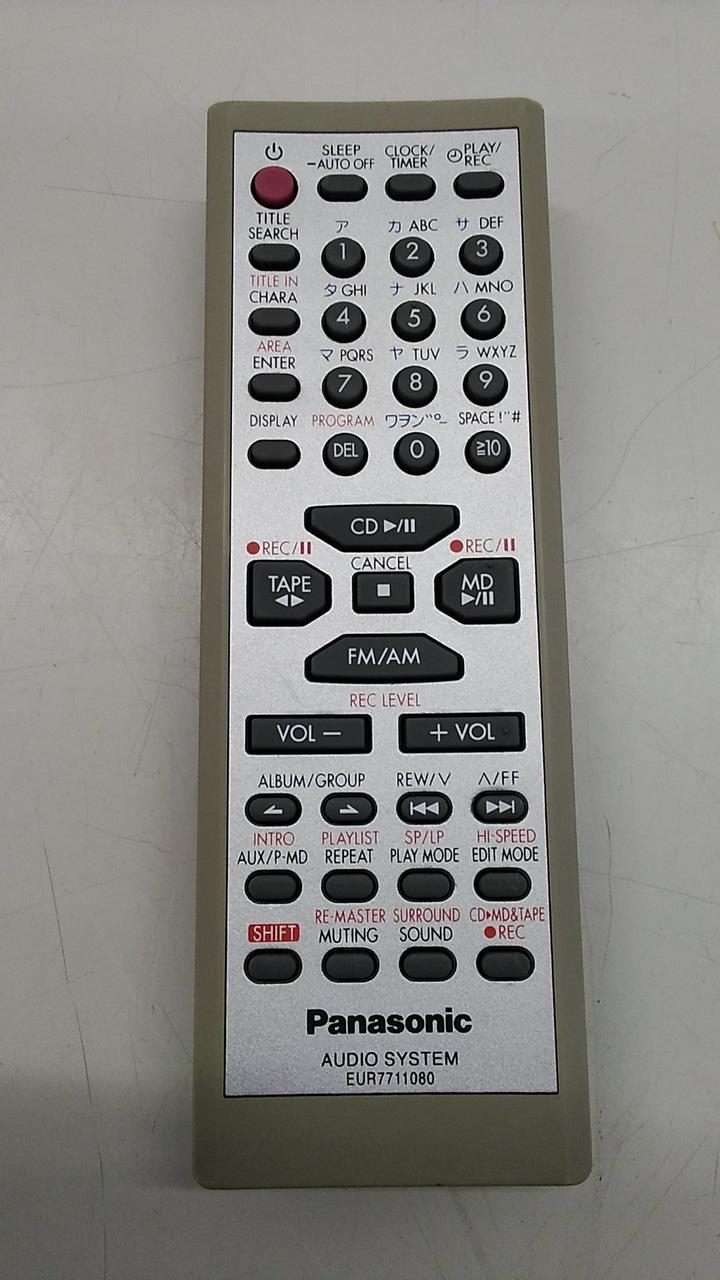 ⏻ SLEEP CLOCK/ ⏲PLAY/
–AUTO OFF TIMER REC
TITLE
SEARCH
ア カ ABC サ DEF
1 2 3
TITLE IN
CHARA
タ GHI ナ JKL ハ MNO
4 5 6
AREA
ENTER
マ PQRS ヤ TUV ラ WXYZ
7 8 9
DISPLAY PROGRAM ワヲン゛゜ー SPACE !"#
DEL 0 ≧10
CD ▶/II
●REC/II ●REC/II
CANCEL
TAPE ◀▶ ■ MD ▶/II
FM/AM
REC LEVEL
VOL – + VOL
ALBUM/GROUP REW/∨ ∧/FF
INTRO PLAYLIST SP/LP HI-SPEED
AUX/P-MD REPEAT PLAY MODE EDIT MODE
RE-MASTER SURROUND CD▶MD&TAPE
SHIFT MUTING SOUND ●REC
Panasonic
AUDIO SYSTEM
EUR7711080